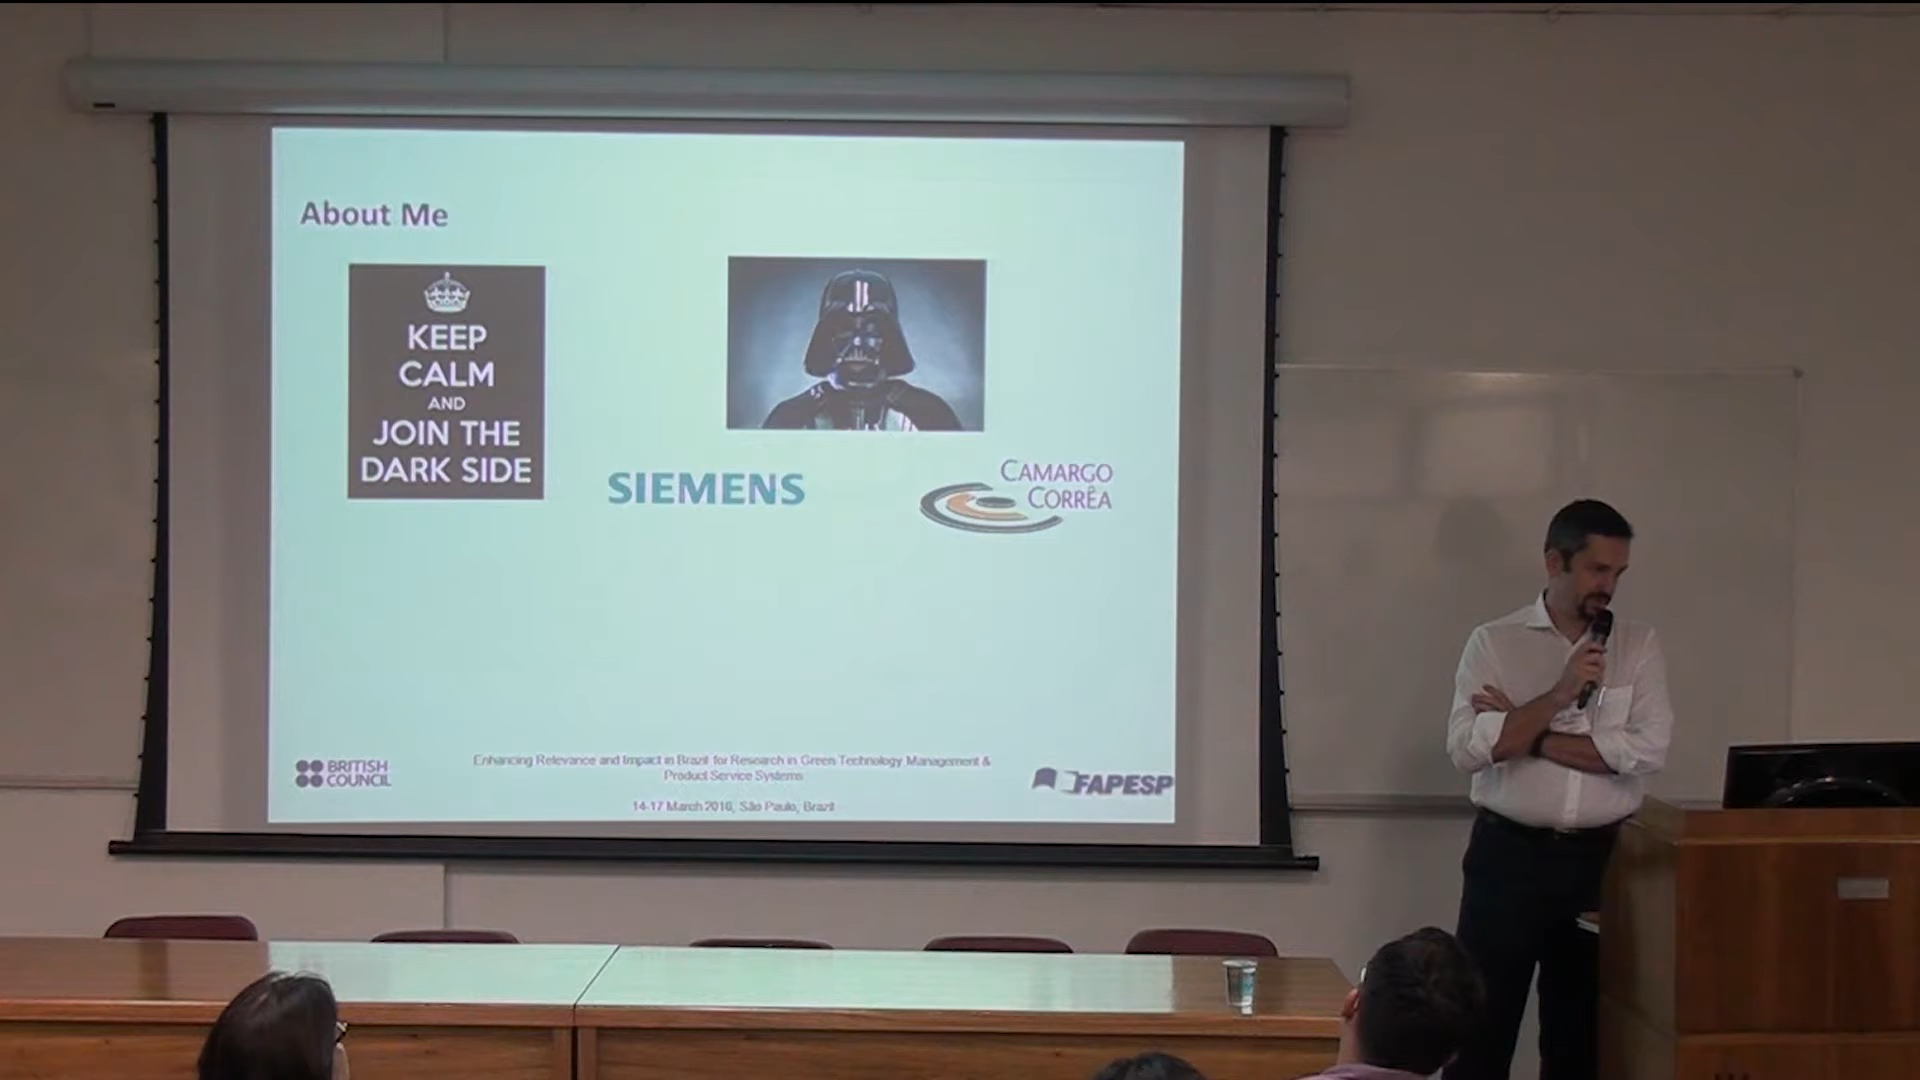 About Me
KEEP
CALM
AND
JOIN THE
DARK SIDE
SIEMENS
CAMARGO
CORRÊA
BRITISH
COUNCIL
Enhancing Relevance and Impact in Brazil for Research in Green Technology Management &
Product Service Systems
14-17 March 2016, São Paulo, Brazil
FAPESP